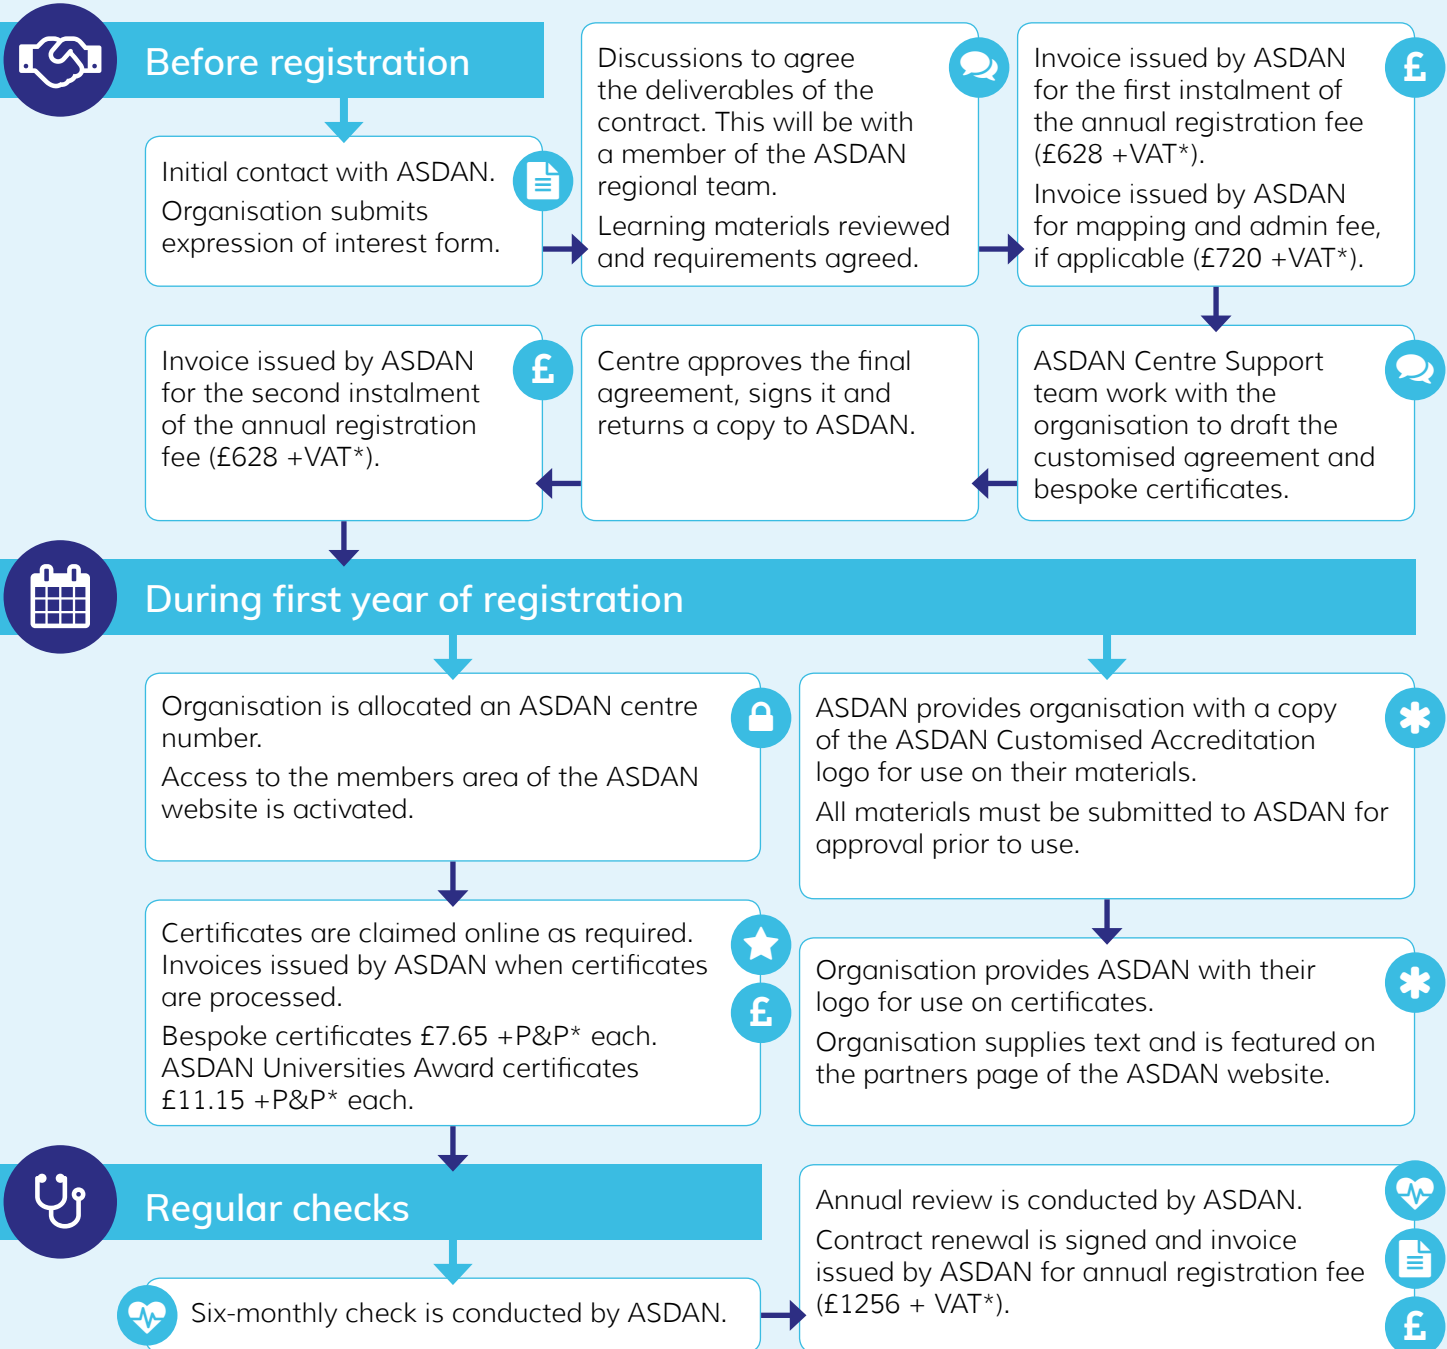 Before registration
Initial contact with ASDAN.
Organisation submits
expression of interest form.
Discussions to agree
the deliverables of the
contract. This will be with
a member of the ASDAN
regional team.
Learning materials reviewed
and requirements agreed.
Invoice issued by ASDAN
for the first instalment of
the annual registration fee
(£628 +VAT*).
Invoice issued by ASDAN
for mapping and admin fee,
if applicable (£720 +VAT*).
£
ASDAN Centre Support
team work with the
organisation to draft the
customised agreement and
bespoke certificates.
Centre approves the final
agreement, signs it and
returns a copy to ASDAN.
Invoice issued by ASDAN
for the second instalment
of the annual registration
fee (£628 +VAT*).
£
During first year of registration
Organisation is allocated an ASDAN centre
number.
Access to the members area of the ASDAN
website is activated.
Certificates are claimed online as required.
Invoices issued by ASDAN when certificates
are processed.
Bespoke certificates £7.65 +P&P* each.
ASDAN Universities Award certificates
£11.15 +P&P* each.
£
ASDAN provides organisation with a copy
of the ASDAN Customised Accreditation
logo for use on their materials.
All materials must be submitted to ASDAN for
approval prior to use.
Organisation provides ASDAN with their
logo for use on certificates.
Organisation supplies text and is featured on
the partners page of the ASDAN website.
Regular checks
Six-monthly check is conducted by ASDAN.
Annual review is conducted by ASDAN.
Contract renewal is signed and invoice
issued by ASDAN for annual registration fee
(£1256 + VAT*).
£